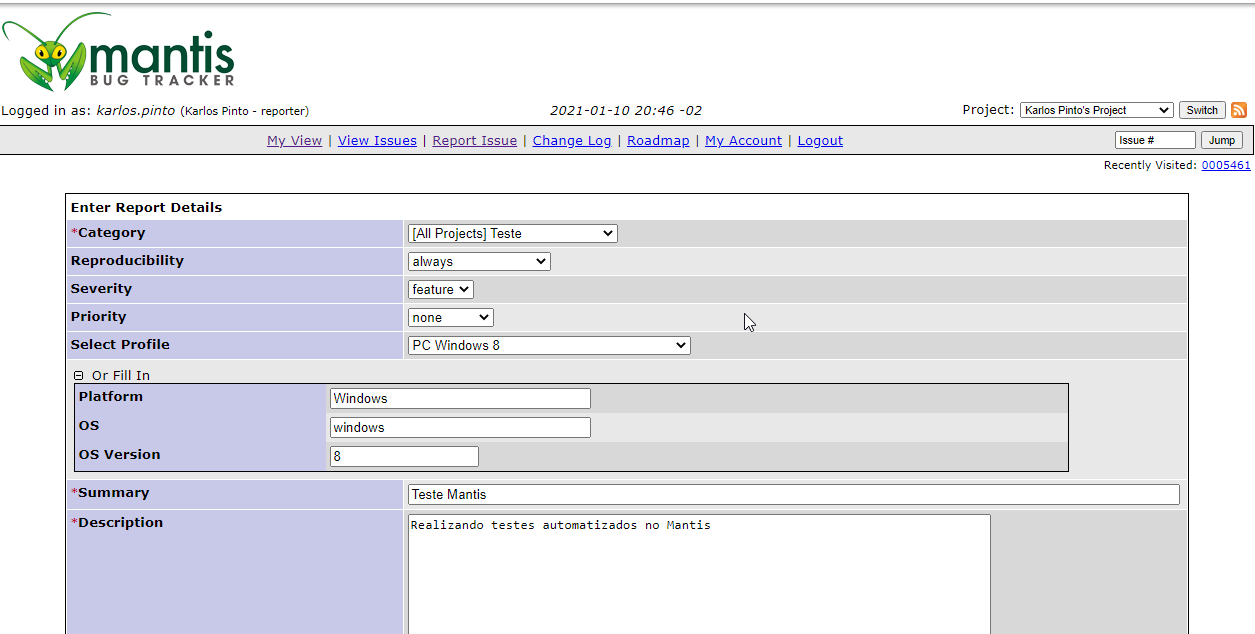 mantis
BUG TRACKER
Logged in as: karlos.pinto (Karlos Pinto - reporter) 2021-01-10 20:46 -02 Project: Karlos Pinto's Project Switch
My View | View Issues | Report Issue | Change Log | Roadmap | My Account | Logout Issue # Jump
Recently Visited: 0005461
Enter Report Details
*Category [All Projects] Teste
Reproducibility always
Severity feature
Priority none
Select Profile PC Windows 8
Or Fill In
Platform Windows
OS windows
OS Version 8
*Summary Teste Mantis
*Description Realizando testes automatizados no Mantis